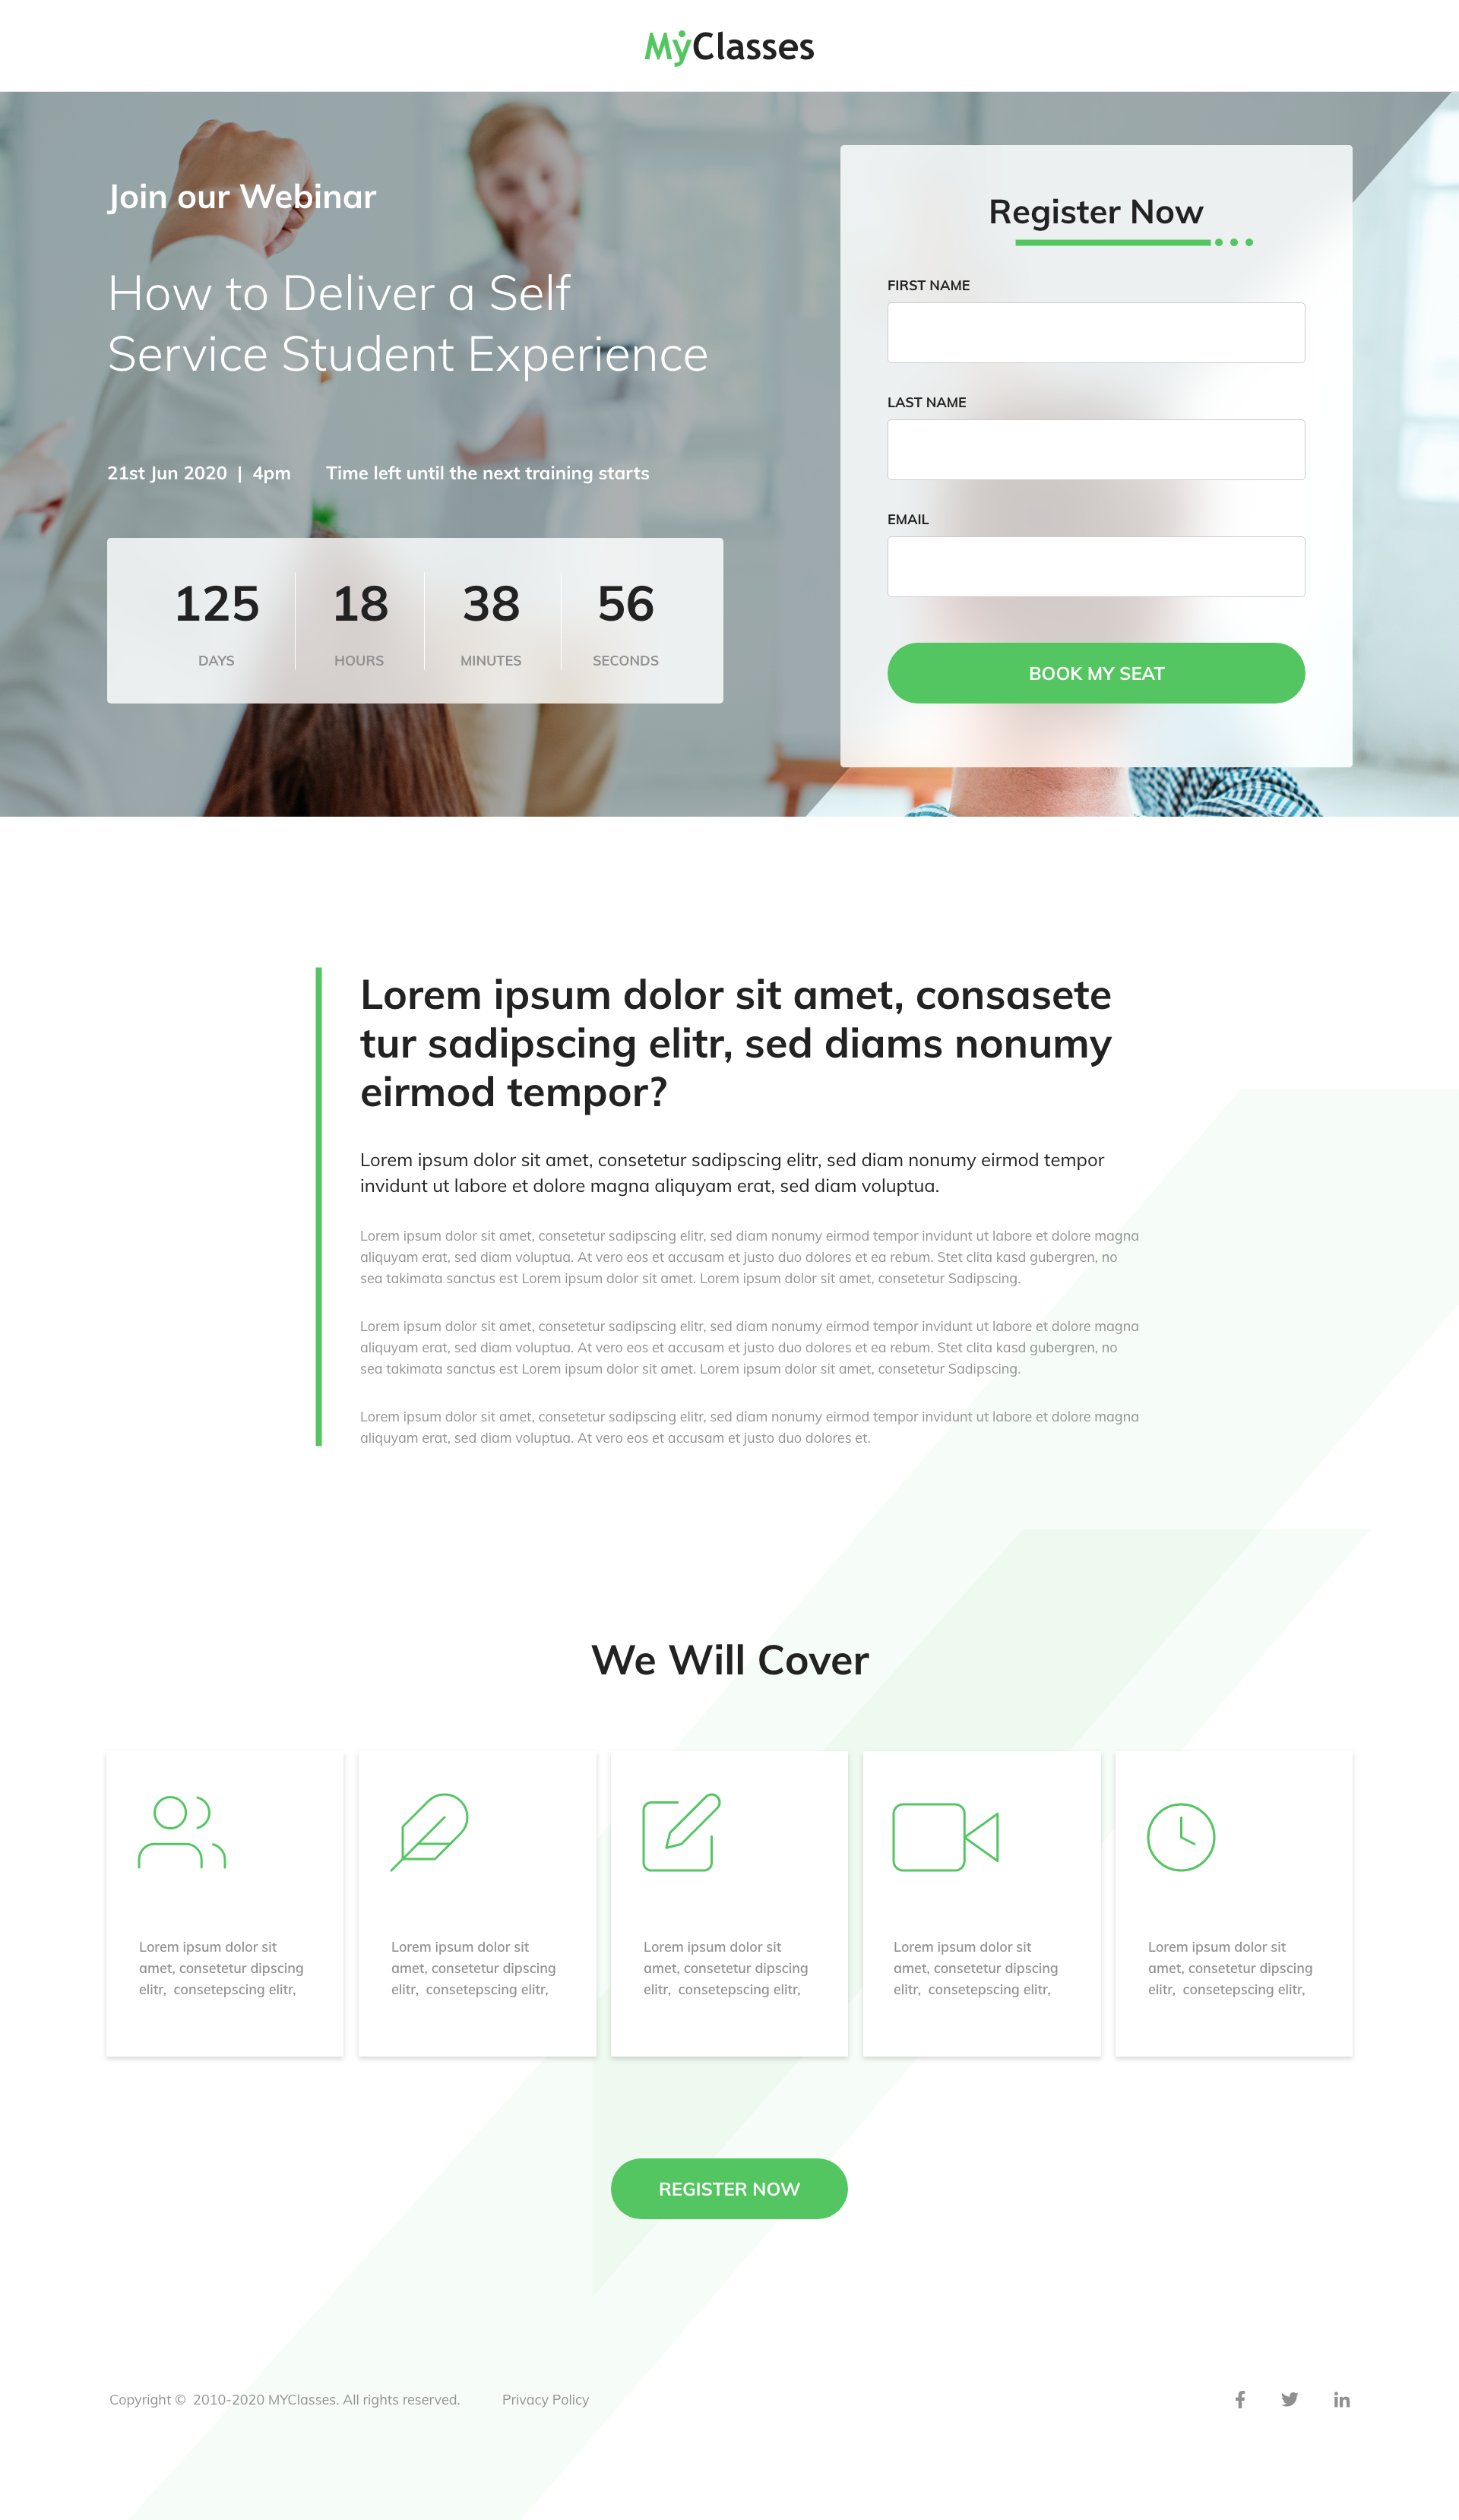 MyClasses
Join our Webinar
How to Deliver a Self
Service Student Experience
21st Jun 2020 | 4pm
Time left until the next training starts
125
DAYS
18
HOURS
38
MINUTES
56
SECONDS
Register Now
FIRST NAME
LAST NAME
EMAIL
BOOK MY SEAT
Lorem ipsum dolor sit amet, consasete
tur sadipscing elitr, sed diams nonumy
eirmod tempor?
Lorem ipsum dolor sit amet, consetetur sadipscing elitr, sed diam nonumy eirmod tempor
invidunt ut labore et dolore magna aliquyam erat, sed diam voluptua.
Lorem ipsum dolor sit amet, consetetur sadipscing elitr, sed diam nonumy eirmod tempor invidunt ut labore et dolore magna
aliquyam erat, sed diam voluptua. At vero eos et accusam et justo duo dolores et ea rebum. Stet clita kasd gubergren, no
sea takimata sanctus est Lorem ipsum dolor sit amet. Lorem ipsum dolor sit amet, consetetur Sadipscing.
Lorem ipsum dolor sit amet, consetetur sadipscing elitr, sed diam nonumy eirmod tempor invidunt ut labore et dolore magna
aliquyam erat, sed diam voluptua. At vero eos et accusam et justo duo dolores et ea rebum. Stet clita kasd gubergren, no
sea takimata sanctus est Lorem ipsum dolor sit amet. Lorem ipsum dolor sit amet, consetetur Sadipscing.
Lorem ipsum dolor sit amet, consetetur sadipscing elitr, sed diam nonumy eirmod tempor invidunt ut labore et dolore magna
aliquyam erat, sed diam voluptua. At vero eos et accusam et justo duo dolores et.
We Will Cover
Lorem ipsum dolor sit
amet, consetetur dipscing
elitr, consetepscing elitr,
Lorem ipsum dolor sit
amet, consetetur dipscing
elitr, consetepscing elitr,
Lorem ipsum dolor sit
amet, consetetur dipscing
elitr, consetepscing elitr,
Lorem ipsum dolor sit
amet, consetetur dipscing
elitr, consetepscing elitr,
Lorem ipsum dolor sit
amet, consetetur dipscing
elitr, consetepscing elitr,
REGISTER NOW
Copyright © 2010-2020 MYClasses. All rights reserved.
Privacy Policy